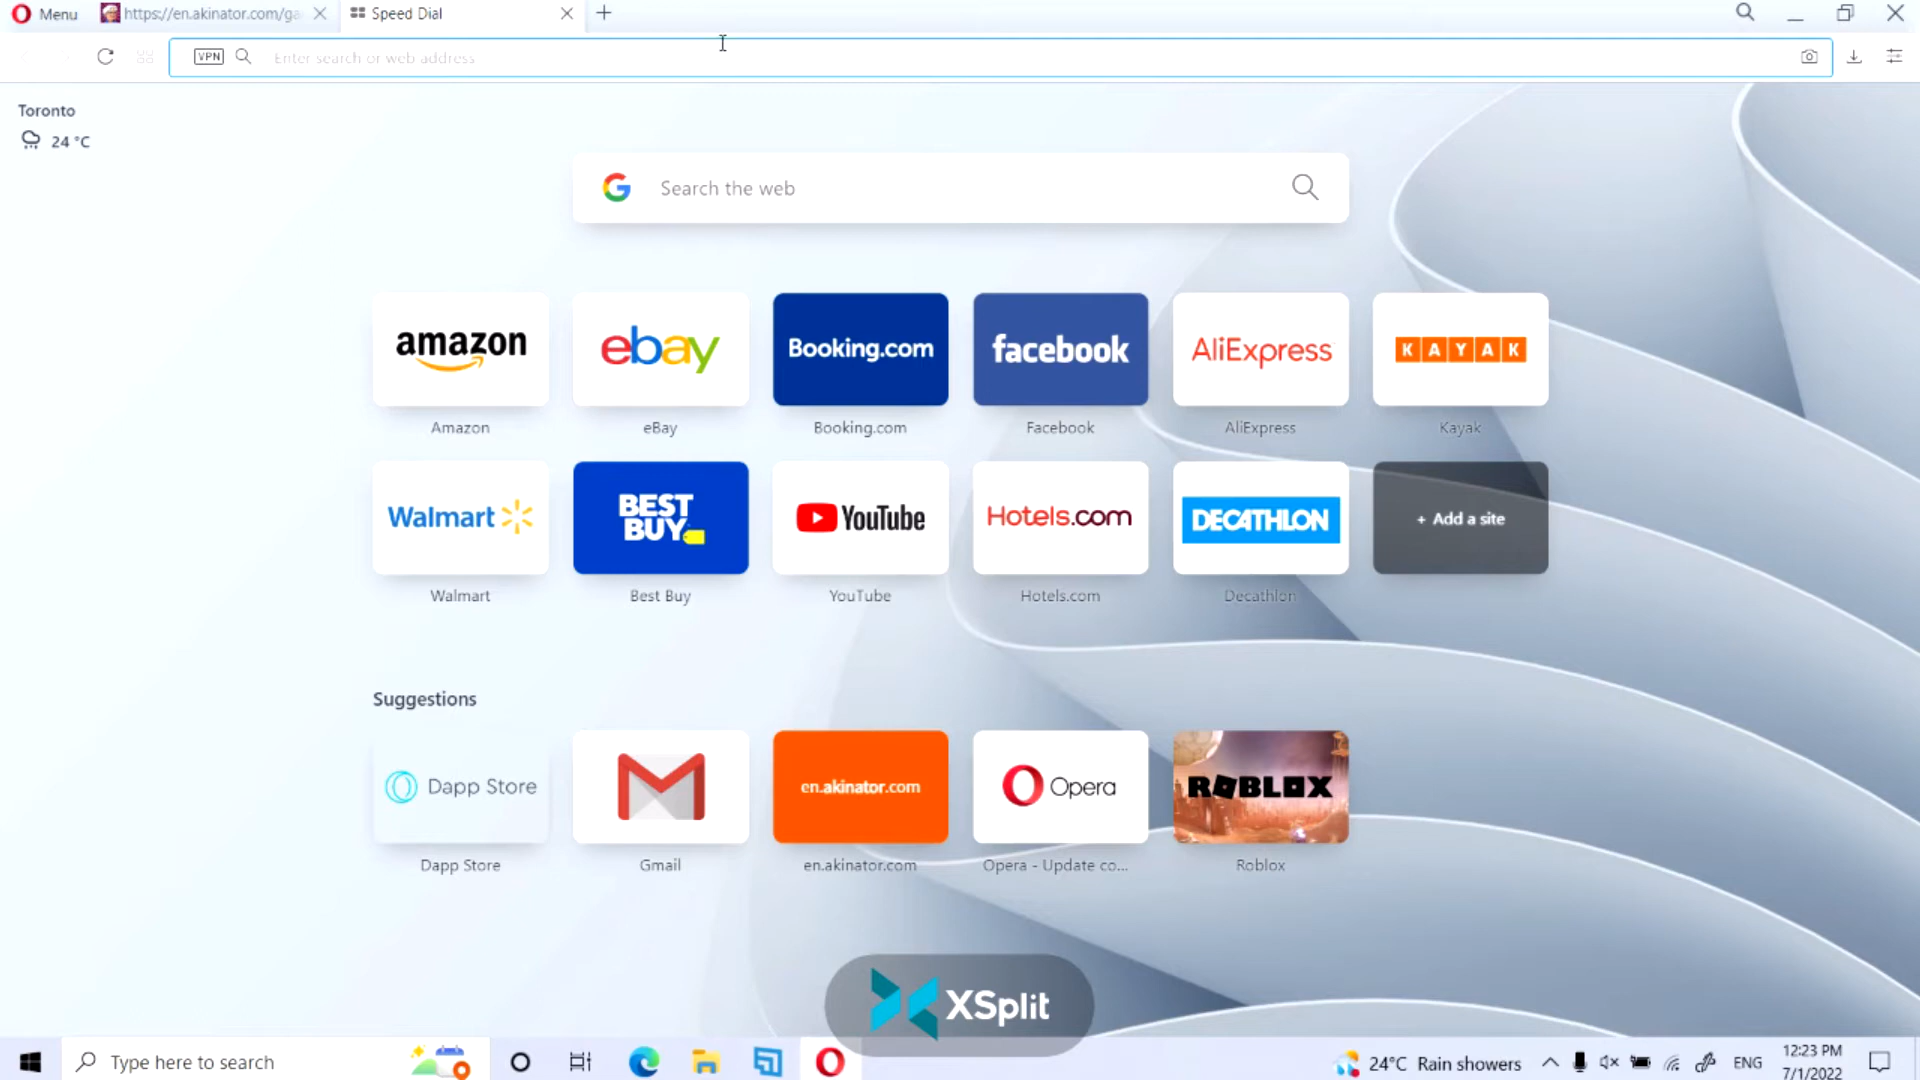 Menu
https://en.akinator.com/ga
Speed Dial
VPN
Enter search or web address
Toronto
24 °C
Search the web
amazon
ebay
Booking.com
facebook
AliExpress
KAYAK
Amazon
eBay
Booking.com
Facebook
AliExpress
Kayak
Walmart
BEST
BUY
YouTube
Hotels.com
DECATHLON
+ Add a site
Walmart
Best Buy
YouTube
Hotels.com
Decathlon
Suggestions
Dapp Store
en.akinator.com
Opera
ROBLOX
Dapp Store
Gmail
en.akinator.com
Opera - Update co...
Roblox
XSplit
Type here to search
24°C Rain showers
ENG
12:23 PM
7/1/2022